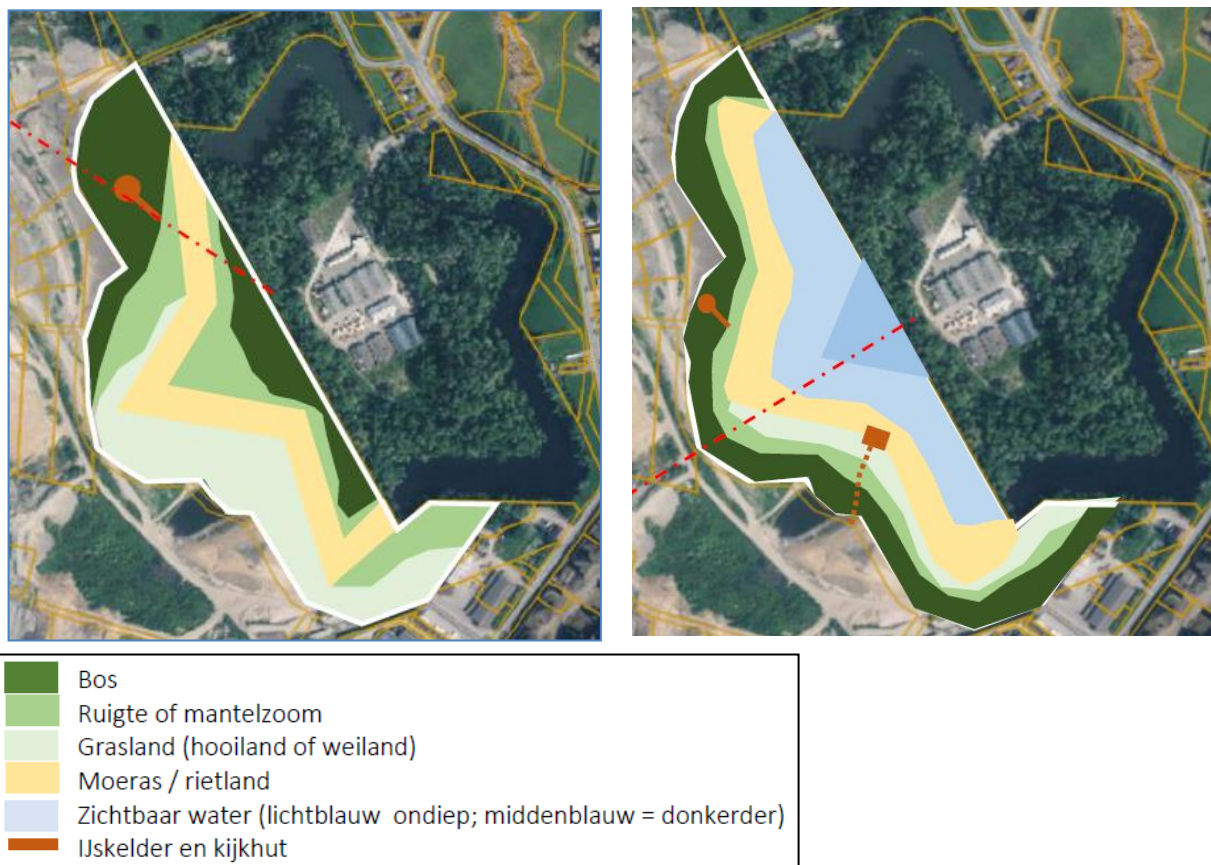 Bos
Ruigte of mantelzoom
Grasland (hooiland of weiland)
Moeras / rietland
Zichtbaar water (lichtblauw ondiep; middenblauw = donkerder)
IJskelder en kijkhut